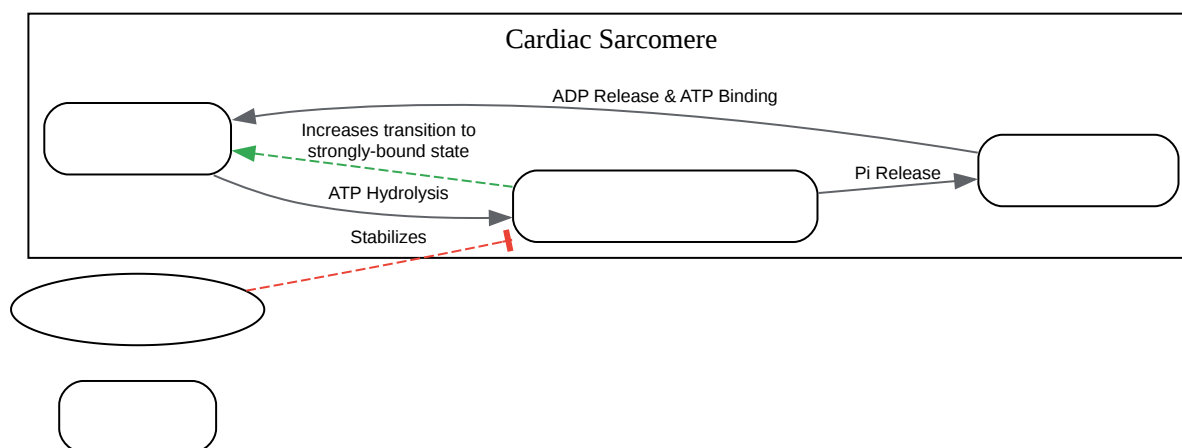 Cardiac Sarcomere
ADP Release & ATP Binding
Increases transition to
strongly-bound state
Pi Release
ATP Hydrolysis
Stabilizes